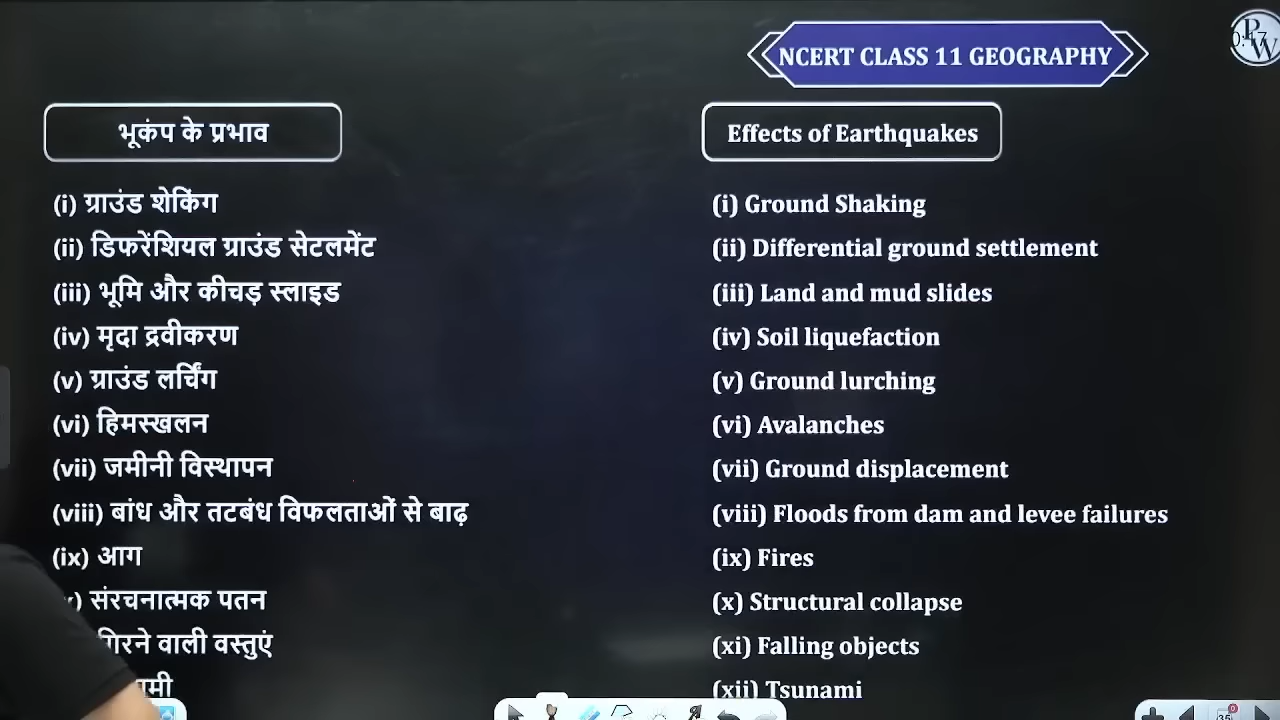 NCERT CLASS 11 GEOGRAPHY
PW
भूकंप के प्रभाव
(i) ग्राउंड शेकिंग
(ii) डिफरेंशियल ग्राउंड सेटलमेंट
(iii) भूमि और कीचड़ स्लाइड
(iv) मृदा द्रवीकरण
(v) ग्राउंड लर्चिंग
(vi) हिमस्खलन
(vii) जमीनी विस्थापन
(viii) बांध और तटबंध विफलताओं से बाढ़
(ix) आग
संरचनात्मक पतन
वाली वस्तुएं
Effects of Earthquakes
(i) Ground Shaking
(ii) Differential ground settlement
(iii) Land and mud slides
(iv) Soil liquefaction
(v) Ground lurching
(vi) Avalanches
(vii) Ground displacement
(viii) Floods from dam and levee failures
(ix) Fires
(x) Structural collapse
(xi) Falling objects
(xii) Tsunami
35